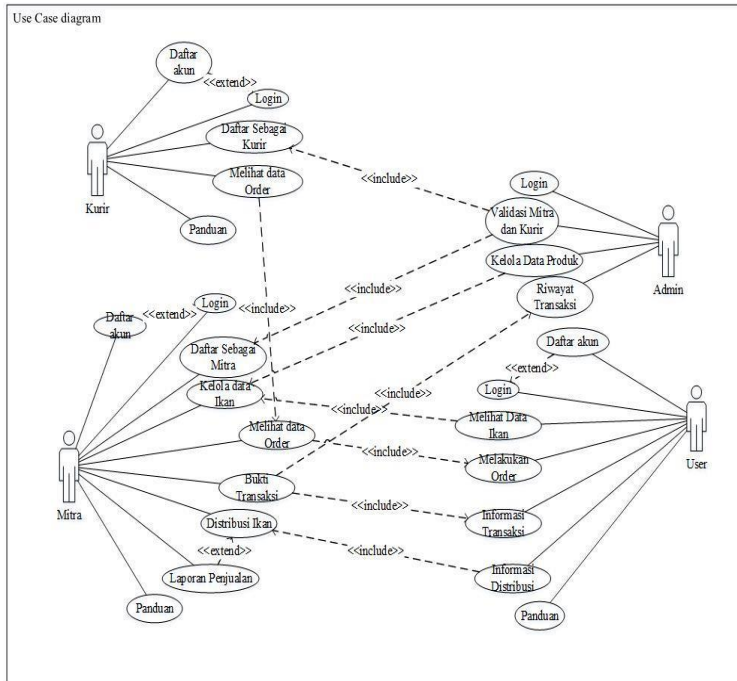 Use Case diagram
Daftar
akun
<<extend>>
Login
Daftar Sebagai
Kurir
Melihat data
Order
Panduan
Kurir
<<include>>
Login
Validasi Mitra
dan Kurir
Kelola Data Produk
Riwayat
Transaksi
Admin
Daftar
akun
<<extend>>
Login
<<include>>
<<include>>
<<include>>
Daftar Sebagai
Mitra
Kelola data
Ikan
Melihat data
Order
Bukti
Transaksi
Distribusi Ikan
<<extend>>
Laporan Penjualan
Panduan
Mitra
<<include>>
<<include>>
<<include>>
<<include>>
<<include>>
Daftar akun
<<extend>>
Login
Melihat Data
Ikan
Melakukan
Order
Informasi
Transaksi
Informasi
Distribusi
Panduan
User